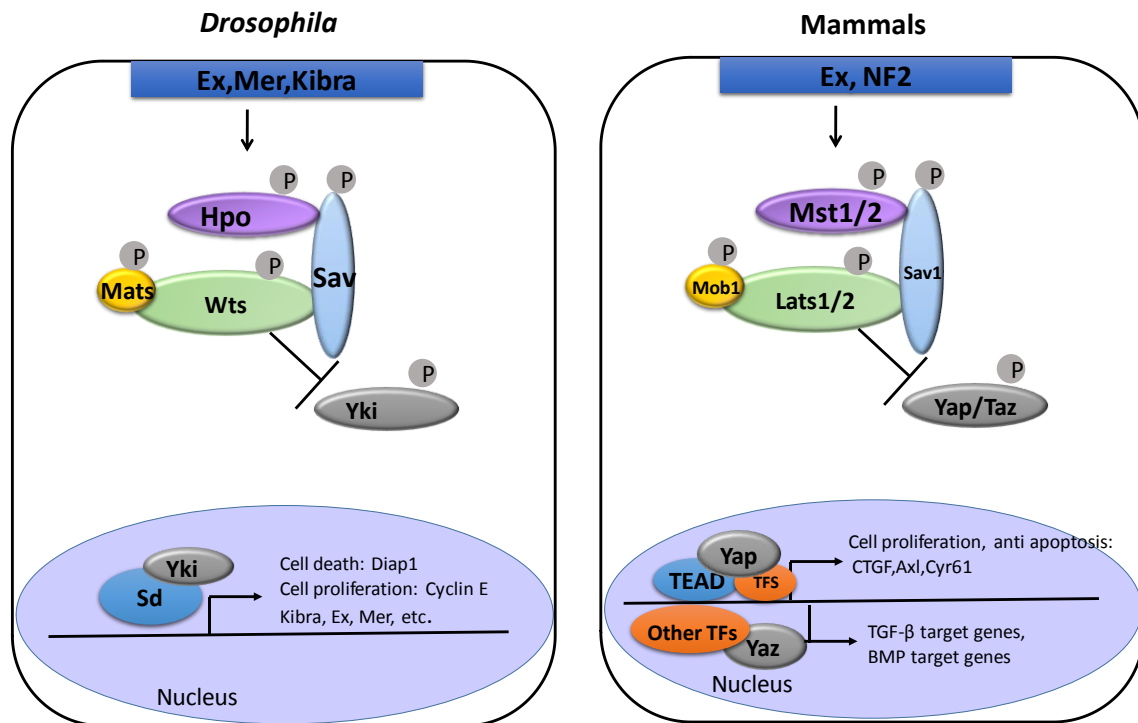 Drosophila
Ex,Mer,Kibra
P
P
Hpo
P
P
Mats
Wts
Sav
P
Yki
Yki
Sd
Cell death: Diap1
Cell proliferation: Cyclin E
Kibra, Ex, Mer, etc.
Nucleus
Mammals
Ex, NF2
P
P
Mst1/2
P
P
Mob1
Lats1/2
Sav1
P
Yap/Taz
Yap
TEAD
TFS
Cell proliferation, anti apoptosis:
CTGF,Axl,Cyr61
Other TFs
Yaz
TGF-β target genes,
BMP target genes
Nucleus